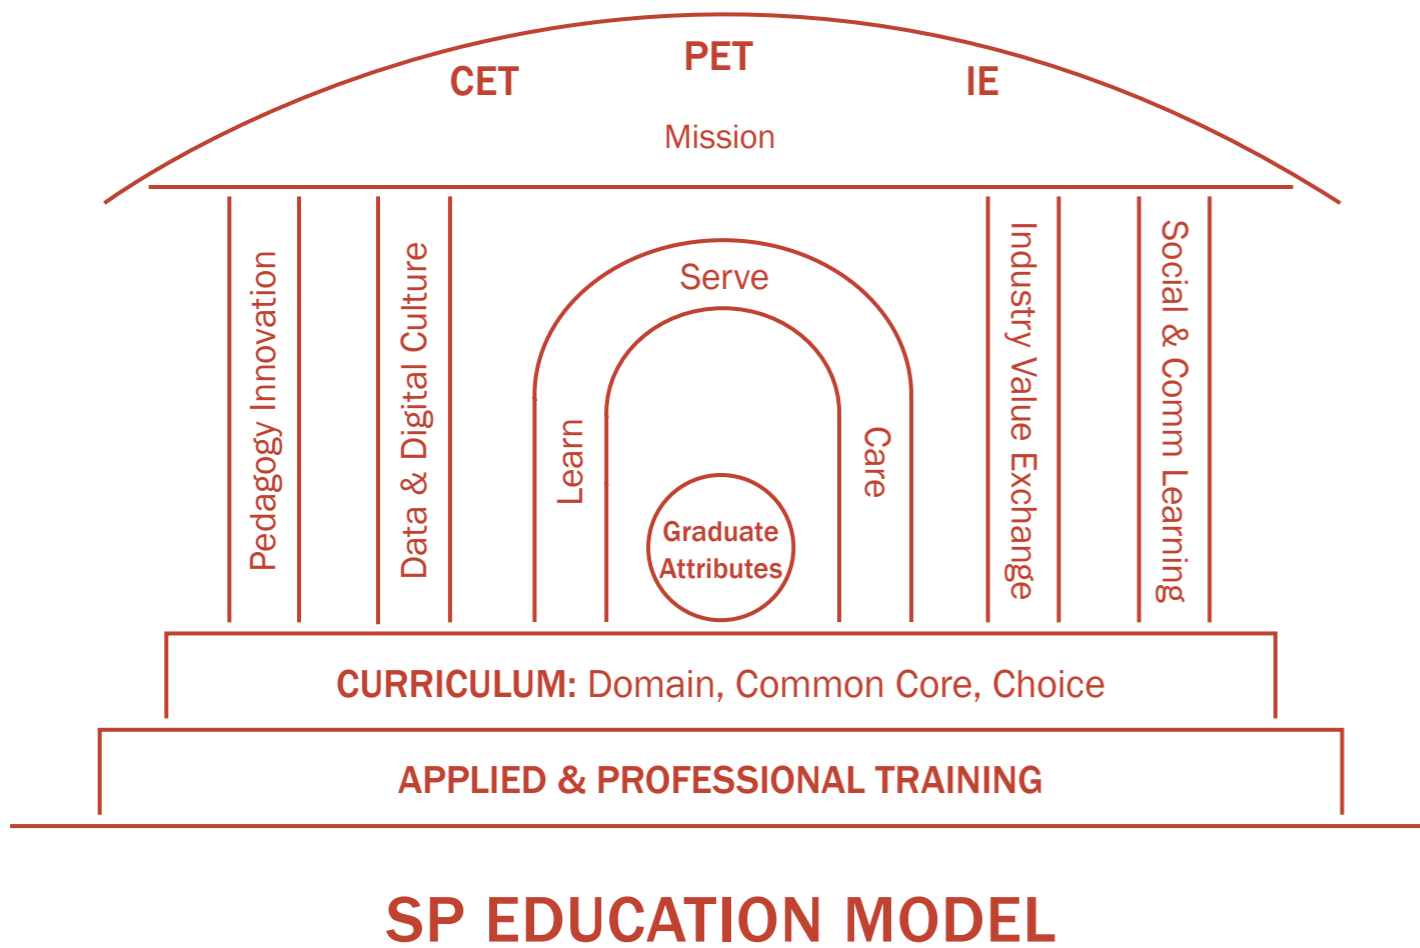 PET
CET
IE
Mission
Pedagogy Innovation
Data & Digital Culture
Learn
Serve
Care
Graduate
Attributes
Industry Value Exchange
Social & Comm Learning
CURRICULUM: Domain, Common Core, Choice
APPLIED & PROFESSIONAL TRAINING
SP EDUCATION MODEL